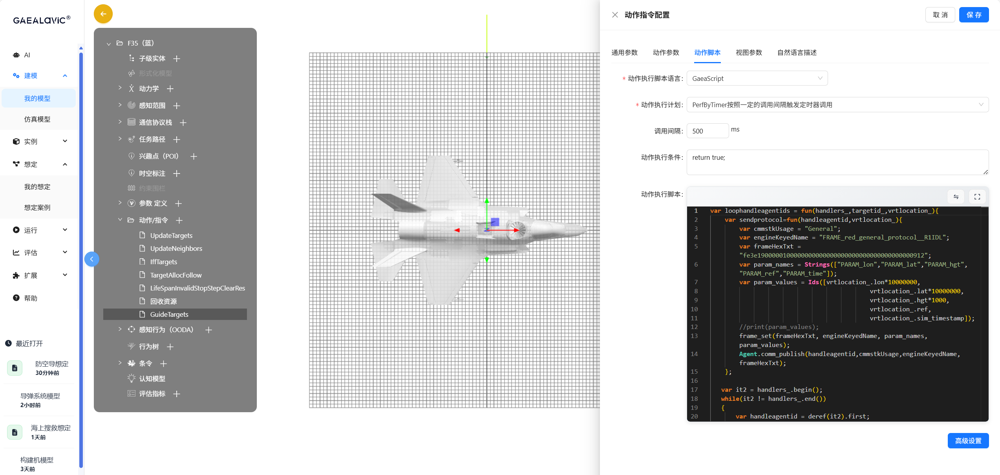 GAEALAVIC®
AI
建模
我的模型
仿真模型
实例
想定
我的想定
想定案例
运行
评估
扩展
帮助
最近打开
防空导想定
30分钟前
导弹系统模型
2小时前
海上搜救想定
1天前
构建机模型
3天前
F35（蓝）
子级实体
形式化模型
动力学
感知范围
通信协议栈
任务路径
兴趣点（POI）
时空标注
约束围栏
参数 定义
动作/指令
UpdateTargets
UpdateNeighbors
IffTargets
TargetAllocFollow
LifeSpanInvalidStopStepClearRes
回收资源
GuideTargets
感知行为（OODA）
行为树
条令
认知模型
评估指标
动作指令配置
取 消
保 存
通用参数
动作参数
动作脚本
视图参数
自然语言描述
* 动作执行脚本语言：
GaeaScript
* 动作执行计划：
PerfByTimer按照一定的调用间隔触发定时器调用
调用间隔：
500
ms
动作执行条件：
return true;
动作执行脚本：
1 var loophandleagentids = fun(handlers_,targetid_,vrtlocation_){
2 var sendprotocol=fun(handleagentid,vrtlocation_){
3 var cmmstkUsage = "General";
4 var engineKeyedName = "FRAME_red_general_protocol__R1IDL";
5 var frameHexTxt =
6 var param_names = Strings(["PARAM_lon","PARAM_lat","PARAM_hgt",
"PARAM_ref","PARAM_time"]);
7 var param_values = Ids([vrtlocation_.lon*10000000,
8 vrtlocation_.lat*10000000,
9 vrtlocation_.hgt*1000,
10 vrtlocation_.ref,
11 vrtlocation_.sim_timestamp]);
12 //print(param_values);
13 frame_set(frameHexTxt, engineKeyedName, param_names,
param_values);
14 Agent.comm_publish(handleagentid,cmmstkUsage,engineKeyedName,
frameHexTxt);
15 };
16
17 var it2 = handlers_.begin();
18 while(it2 != handlers_.end())
19 {
20 var handleagentid = deref(it2).first;
高级设置